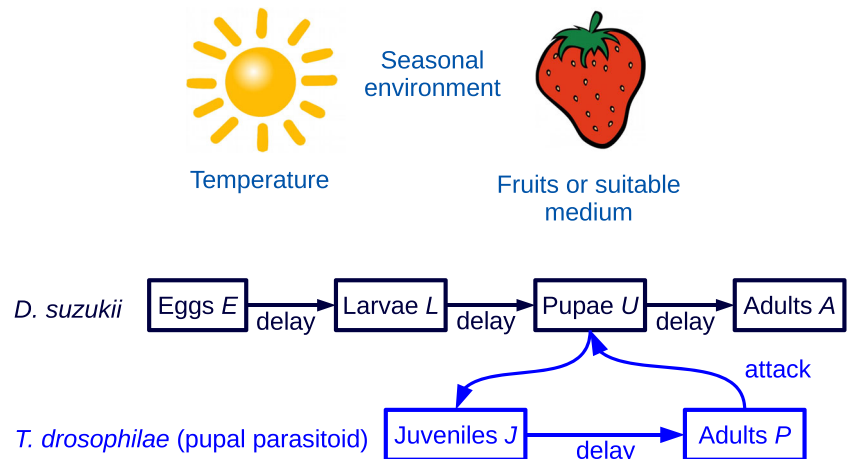 Seasonal
environment
Temperature
Fruits or suitable
medium
D. suzukii
Eggs E
delay
Larvae L
delay
Pupae U
delay
Adults A
attack
T. drosophilae (pupal parasitoid)
Juveniles J
delay
Adults P